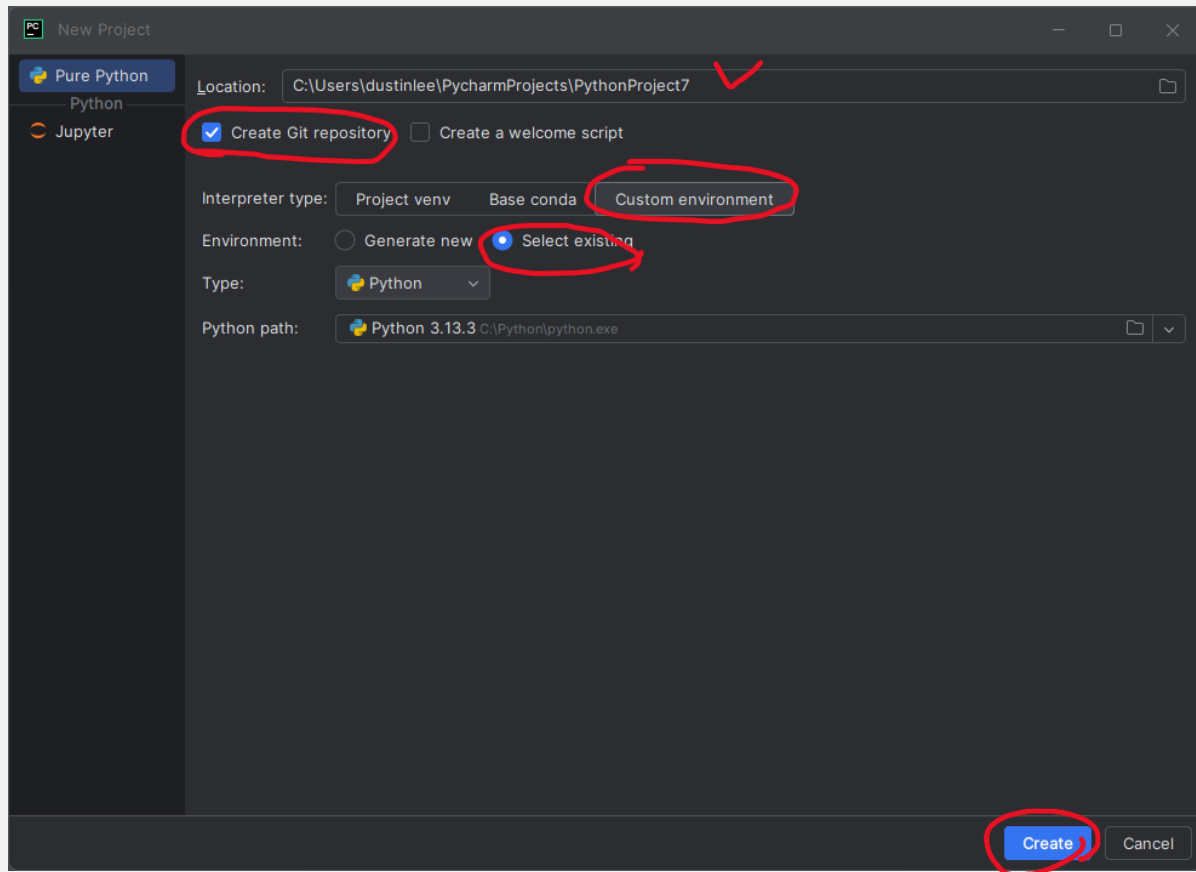 PC New Project
Pure Python
Python
Jupyter
Location: C:\Users\dustinlee\PycharmProjects\PythonProject7
Create Git repository Create a welcome script
Interpreter type: Project venv Base conda Custom environment
Environment: Generate new Select existing
Type: Python
Python path: Python 3.13.3 C:\Python\python.exe
Create Cancel